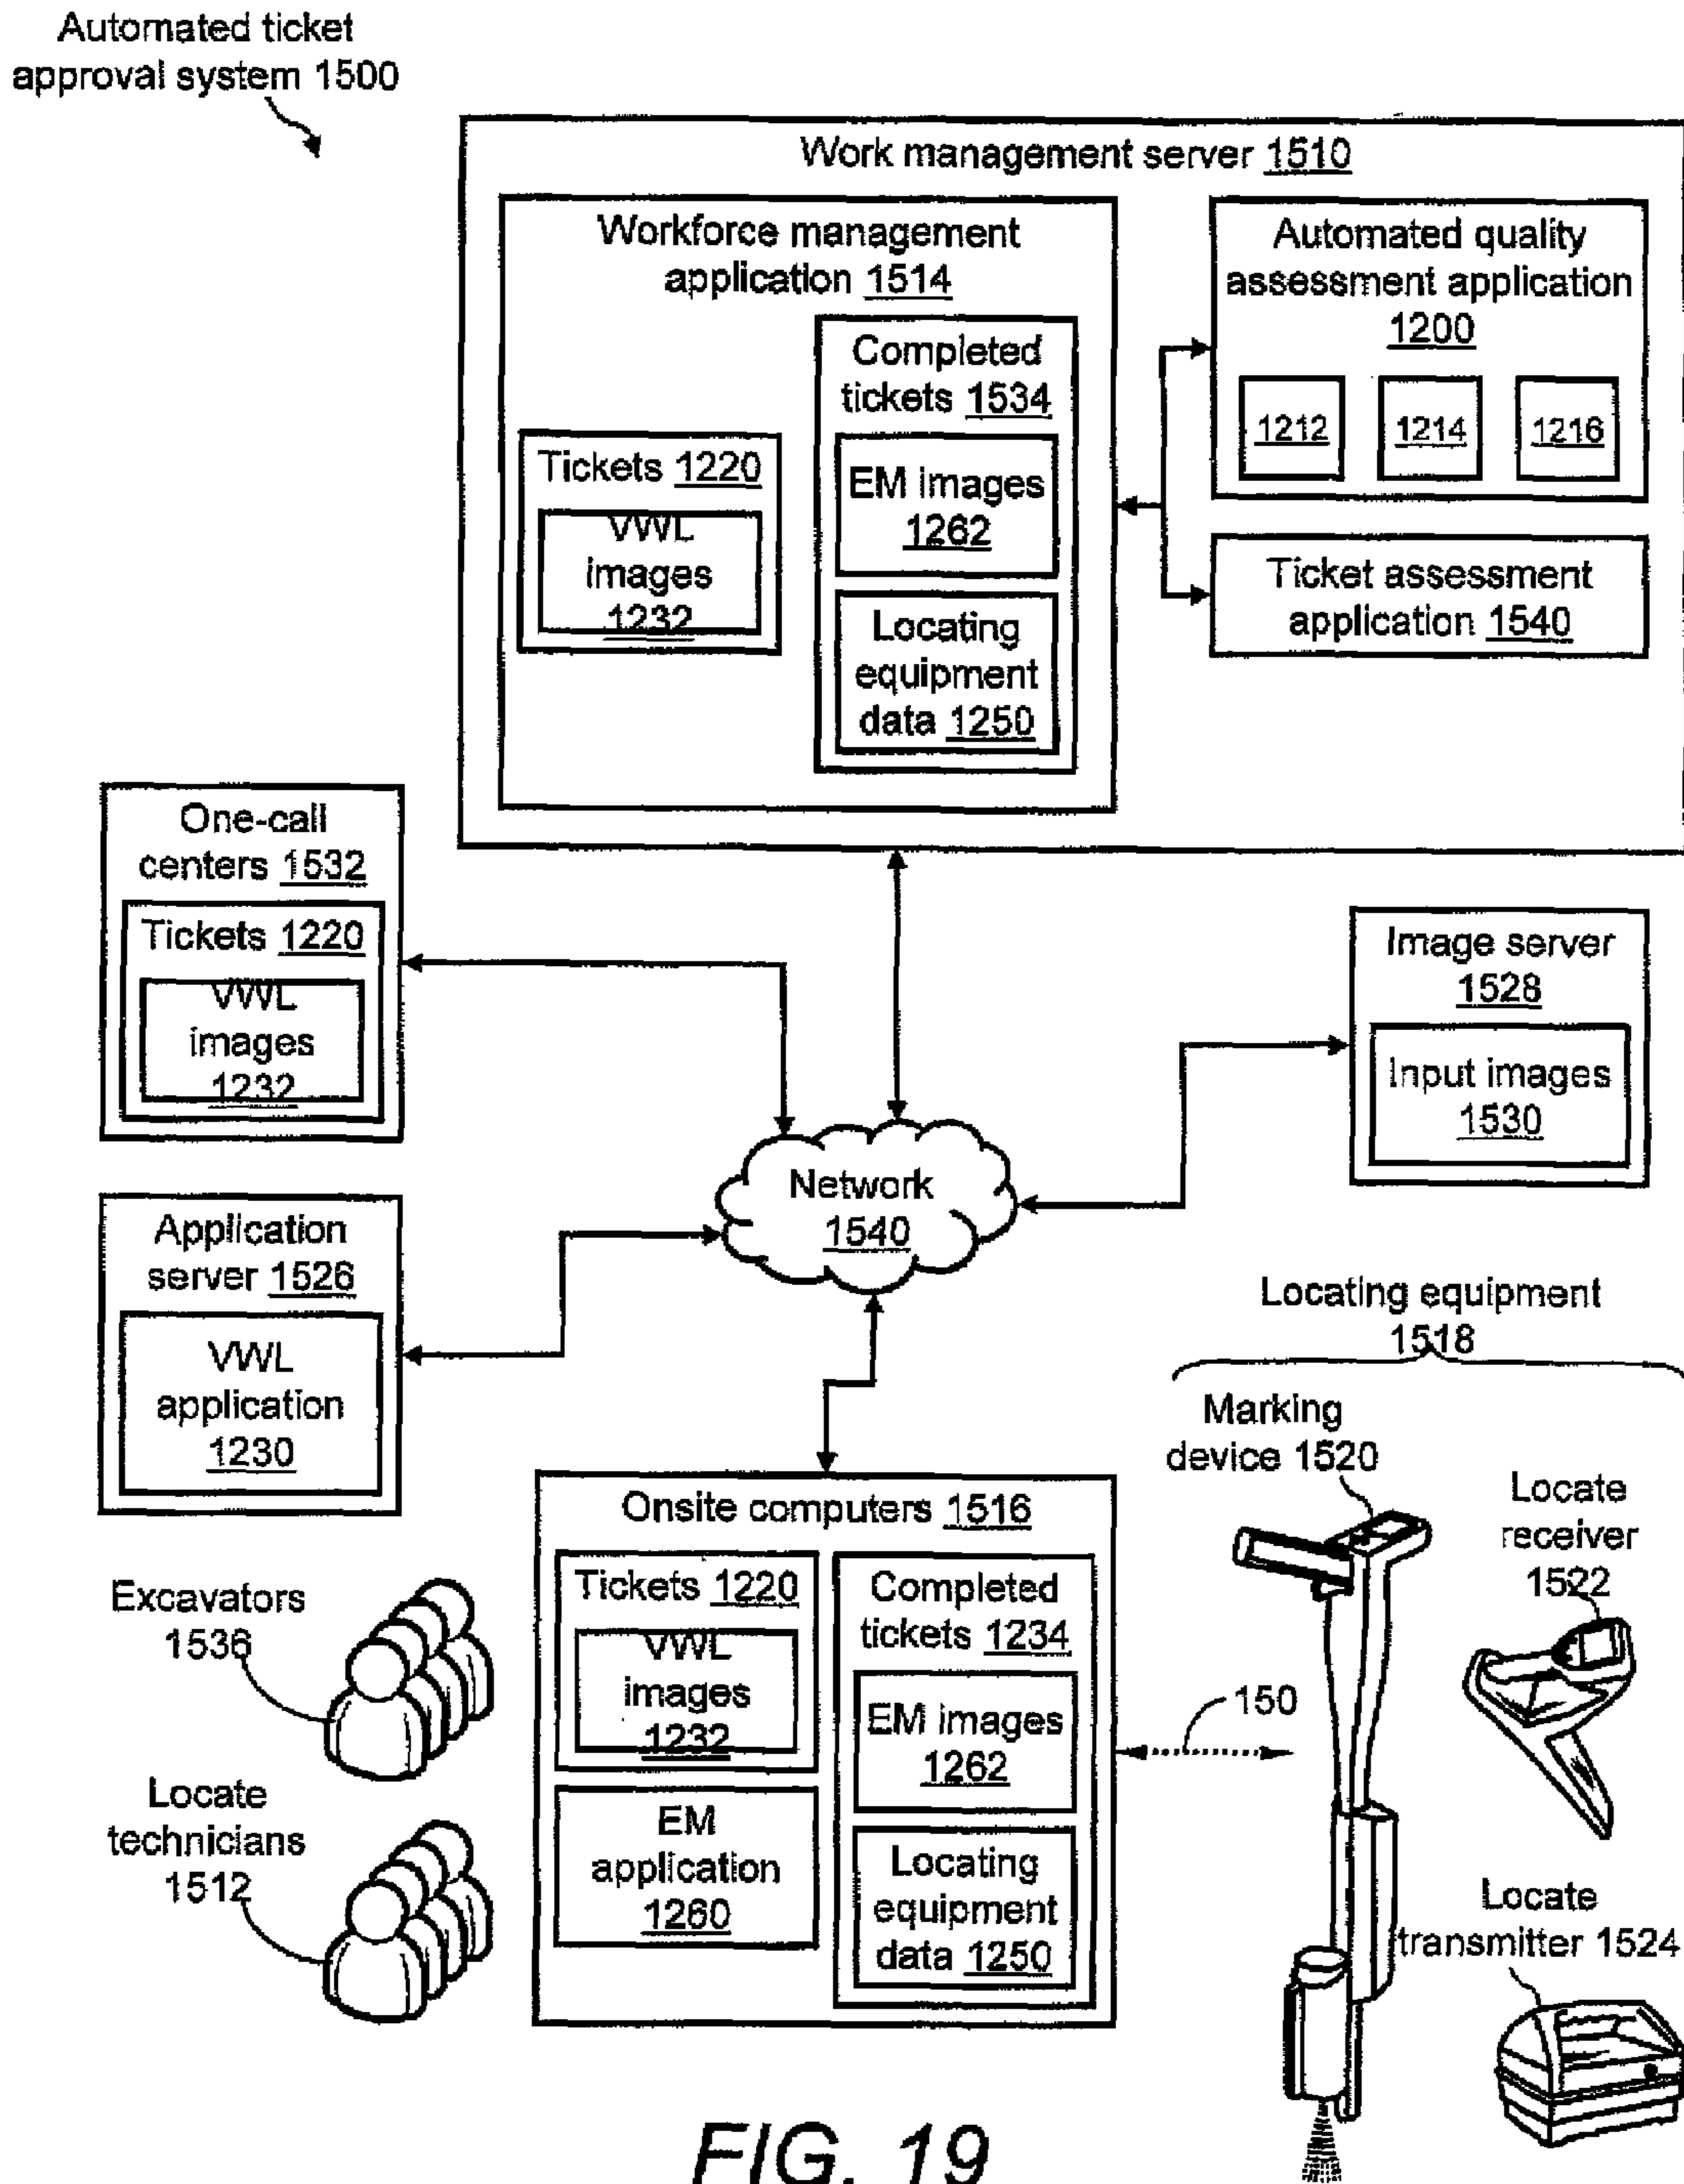 Automated ticket
approval system 1500
Work management server 1510
Workforce management
application 1514
Completed
tickets 1534
EM images
1262
Locating
equipment
data 1250
Tickets 1220
VWL
images
1232
Automated quality
assessment application
1200
1212
1214
1216
Ticket assessment
application 1540
One-call
centers 1532
Tickets 1220
VWL
images
1232
Image server
1528
Input images
1530
Network
1540
Application
server 1526
VWL
application
1230
Locating equipment
1518
Marking
device 1520
Locate
receiver
1522
Locate
transmitter 1524
Onsite computers 1516
Tickets 1220
VWL
images
1232
EM
application
1260
Completed
tickets 1234
EM images
1262
Locating
equipment
data 1250
150
Excavators
1536
Locate
technicians
1512
FIG. 19